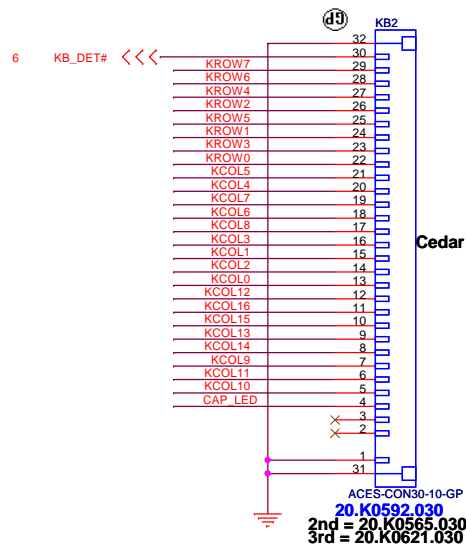 GP
KB2
32
6 KB_DET# 30
KROW7 29
KROW6 28
KROW4 27
KROW2 26
KROW5 25
KROW1 24
KROW3 23
KROW0 22
KCOL5 21
KCOL4 20
KCOL7 19
KCOL6 18
KCOL8 17
KCOL3 16
Cedar
KCOL1 15
KCOL2 14
KCOL0 13
KCOL12 12
KCOL16 11
KCOL15 10
KCOL13 9
KCOL14 8
KCOL9 7
KCOL11 6
KCOL10 5
CAP_LED 4
3
2
1
31
ACES-CON30-10-GP
20.K0592.030
2nd = 20.K0565.030
3rd = 20.K0621.030